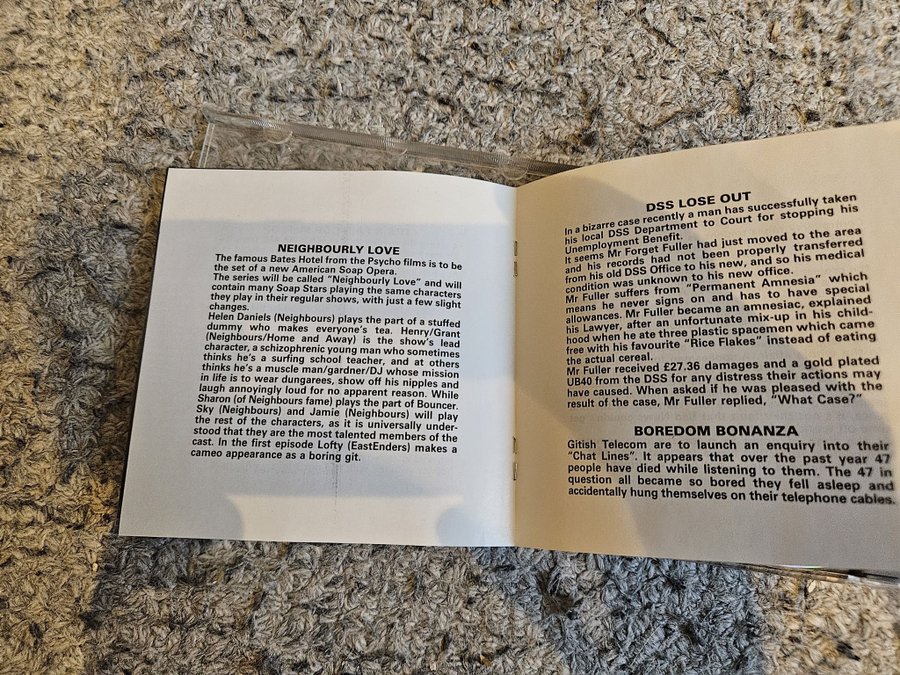 NEIGHBOURLY LOVE
The famous Bates Hotel from the Psycho films is to be
the set of a new American Soap Opera.
The series will be called "Neighbourly Love" and will
contain many Soap Stars playing the same characters
they play in their regular shows, with just a few slight
changes.
Helen Daniels (Neighbours) plays the part of a stuffed
dummy who makes everyone's tea. Henry/Grant
(Neighbours/Home and Away) is the show's lead
character, a schizophrenic young man who sometimes
thinks he's a surfing school teacher, and at others
thinks he's a muscle man/gardner/DJ whose mission
in life is to wear dungarees, show off his nipples and
laugh annoyingly loud for no apparent reason. While
Sharon (of Neighbours fame) plays the part of Bouncer.
Sky (Neighbours) and Jamie (Neighbours) will play
the rest of the characters, as it is universally under-
stood that they are the most talented members of the
cast. In the first episode Lofty (EastEnders) makes a
cameo appearance as a boring git.
DSS LOSE OUT
In a bizarre case recently a man has successfully taken
his local DSS Department to Court for stopping his
Unemployment Benefit.
It seems Mr Forget Fuller had just moved to the area
and his records had not been properly transferred
from his old DSS Office to his new, and so his medical
condition was unknown to his new office.
Mr Fuller suffers from "Permanent Amnesia" which
means he never signs on and has to have special
allowances. Mr Fuller became an amnesiac, explained
his Lawyer, after an unfortunate mix-up in his child-
hood when he ate three plastic spacemen which came
free with his favourite "Rice Flakes" instead of eating
the actual cereal.
Mr Fuller received £27.36 damages and a gold plated
UB40 from the DSS for any distress their actions may
have caused. When asked if he was pleased with the
result of the case, Mr Fuller replied, "What Case?"
BOREDOM BONANZA
Gitish Telecom are to launch an enquiry into their
"Chat Lines". It appears that over the past year 47
people have died while listening to them. The 47 in
question all became so bored they fell asleep and
accidentally hung themselves on their telephone cables.